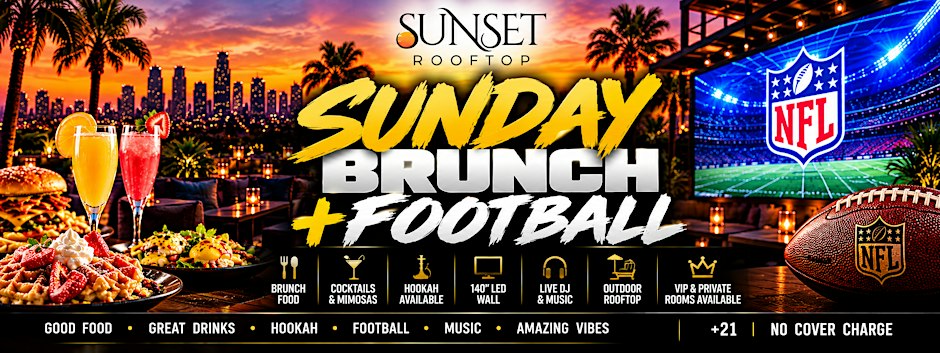 SUNSET
ROOFTOP
SUNDAY
BRUNCH
+FOOTBALL
NFL
NFL
BRUNCH
FOOD
COCKTAILS
& MIMOSAS
HOOKAH
AVAILABLE
140" LED
WALL
LIVE DJ
& MUSIC
OUTDOOR
ROOFTOP
VIP & PRIVATE
ROOMS AVAILABLE
GOOD FOOD • GREAT DRINKS • HOOKAH • FOOTBALL • MUSIC • AMAZING VIBES | +21 | NO COVER CHARGE